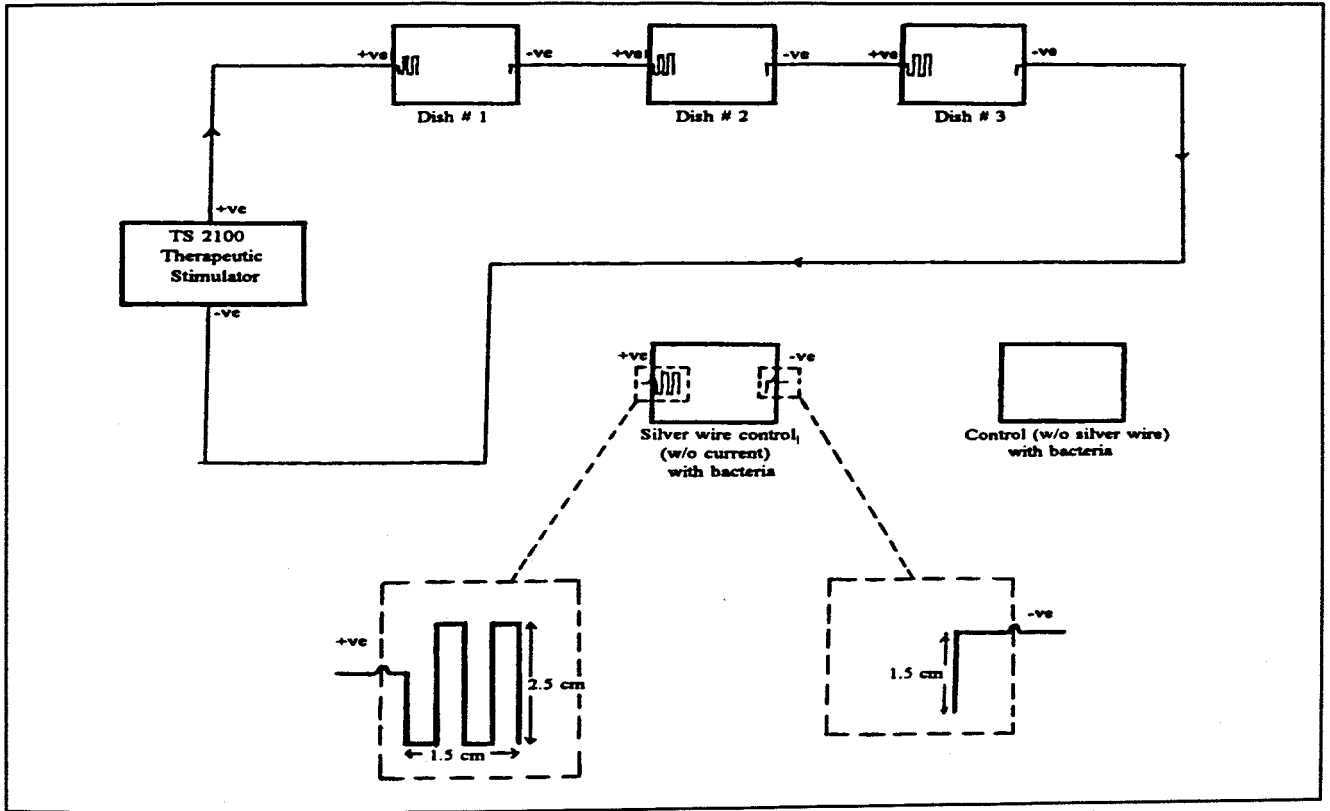 +ve
-ve
+ve
-ve
+ve
-ve
Dish # 1
Dish # 2
Dish # 3
+ve
TS 2100
Therapeutic
Stimulator
-ve
+ve
-ve
Silver wire control
(w/o current)
with bacteria
Control (w/o silver wire)
with bacteria
+ve
2.5 cm
1.5 cm
-ve
1.5 cm